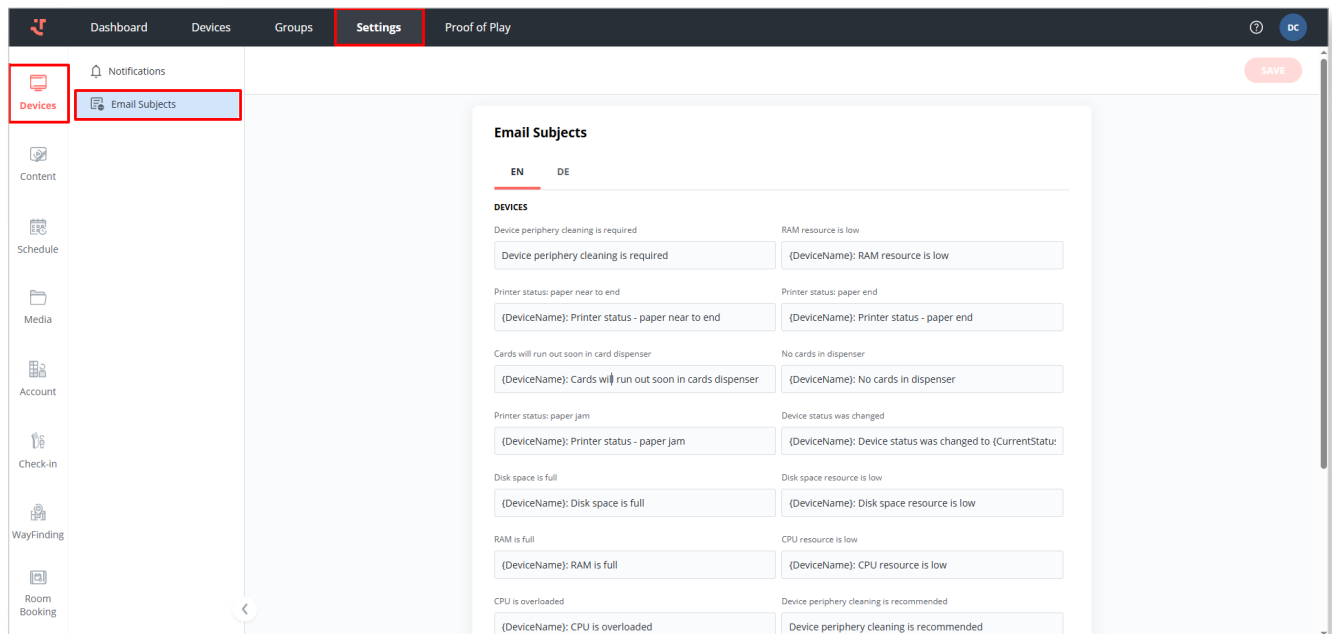 Dashboard Devices Groups Settings Proof of Play DC
Devices
Content
Schedule
Media
Account
Check-in
WayFinding
Room
Booking
Notifications
Email Subjects
SAVE
Email Subjects
EN DE
DEVICES
Device periphery cleaning is required RAM resource is low
Device periphery cleaning is required {DeviceName}: RAM resource is low
Printer status: paper near to end Printer status: paper end
{DeviceName}: Printer status - paper near to end {DeviceName}: Printer status - paper end
Cards will run out soon in card dispenser No cards in dispenser
{DeviceName}: Cards will run out soon in cards dispenser {DeviceName}: No cards in dispenser
Printer status: paper jam Device status was changed
{DeviceName}: Printer status - paper jam {DeviceName}: Device status was changed to {CurrentStatus
Disk space is full Disk space resource is low
{DeviceName}: Disk space is full {DeviceName}: Disk space resource is low
RAM is full CPU resource is low
{DeviceName}: RAM is full {DeviceName}: CPU resource is low
CPU is overloaded Device periphery cleaning is recommended
{DeviceName}: CPU is overloaded Device periphery cleaning is recommended